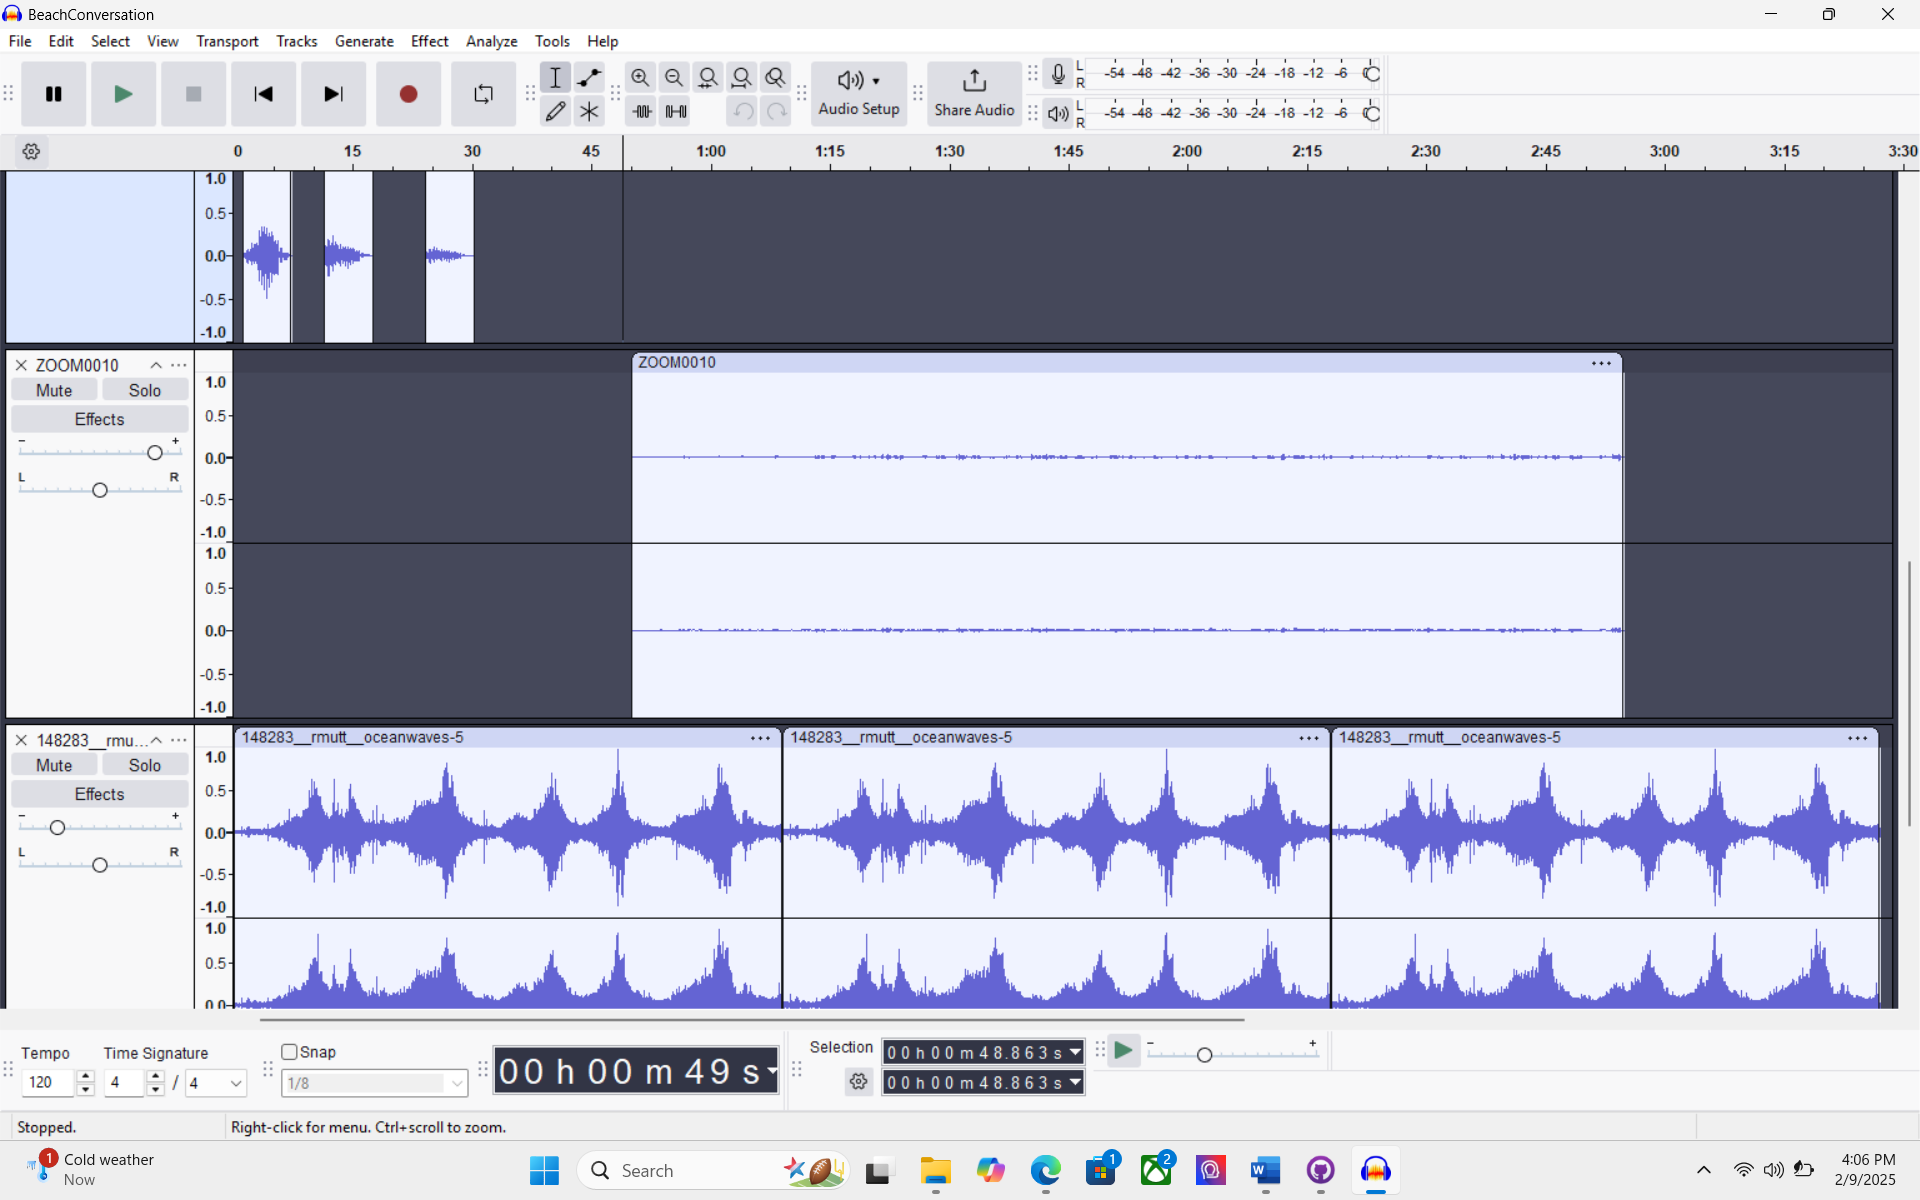 BeachConversation
File Edit Select View Transport Tracks Generate Effect Analyze Tools Help
Audio Setup
Share Audio
L
R
-54 -48 -42 -36 -30 -24 -18 -12 -6 0
L
R
-54 -48 -42 -36 -30 -24 -18 -12 -6 0
0 15 30 45 1:00 1:15 1:30 1:45 2:00 2:15 2:30 2:45 3:00 3:15 3:30
1.0
0.5
0.0
-0.5
-1.0
ZOOM0010
Mute Solo
Effects
- +
L R
1.0
0.5
0.0
-0.5
-1.0
1.0
0.5
0.0
-0.5
-1.0
ZOOM0010 ...
148283__rmu...
Mute Solo
Effects
- +
L R
1.0
0.5
0.0
-0.5
-1.0
1.0
0.5
0.0
148283__rmutt__oceanwaves-5 ...
148283__rmutt__oceanwaves-5 ...
148283__rmutt__oceanwaves-5 ...
Tempo
120
Time Signature
4 / 4
Snap
1/8
00 h 00 m 49 s
Selection
00 h 00 m 48.863 s
00 h 00 m 48.863 s
- +
Stopped.
Right-click for menu. Ctrl+scroll to zoom.
1
Cold weather
Now
Search
1
2
4:06 PM
2/9/2025